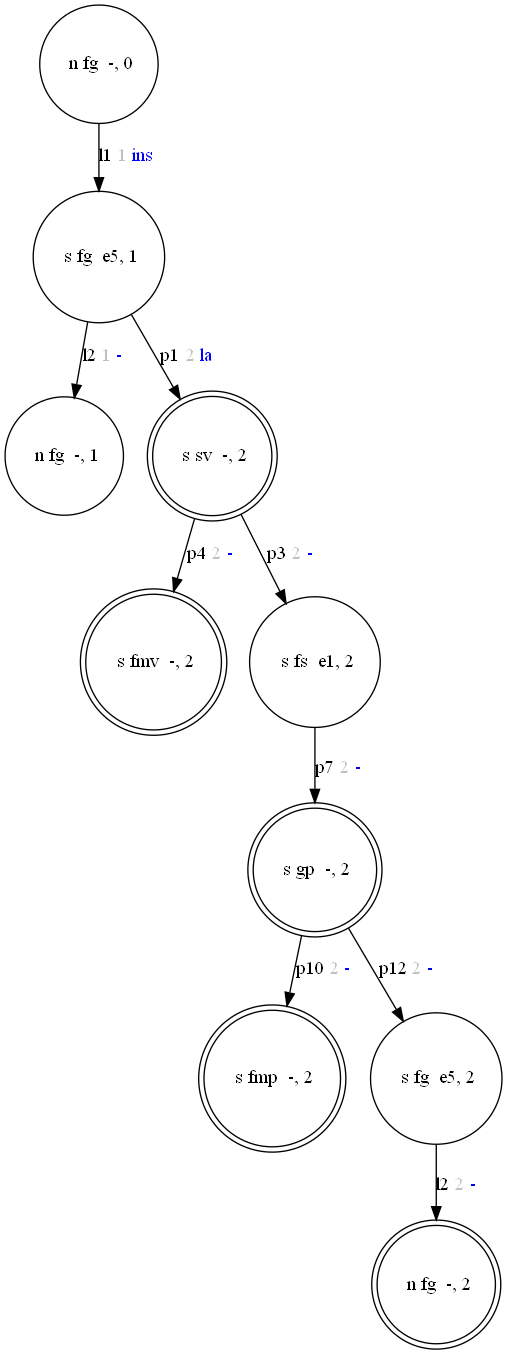 n fg -, 0
l1 1 ins
s fg e5, 1
l2 1 -
p1 2 la
n fg -, 1
s sv -, 2
p4 2 -
p3 2 -
s fmv -, 2
s fs e1, 2
p7 2 -
s gp -, 2
p10 2 -
p12 2 -
s fmp -, 2
s fg e5, 2
l2 2 -
n fg -, 2